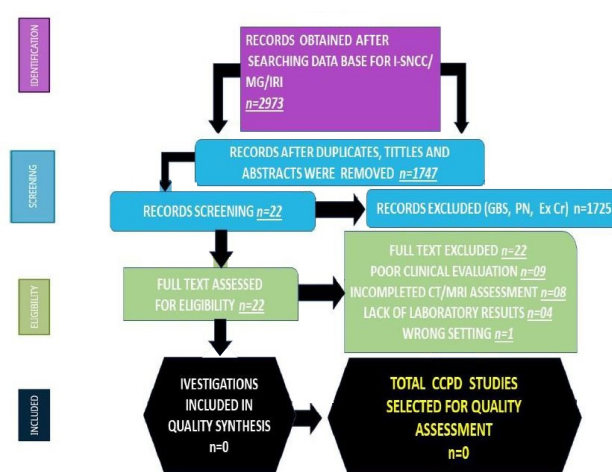 IDENTIFICATION
RECORDS OBTAINED AFTER
SEARCHING DATA BASE FOR I-SNCC/
MG/IRI
n=2973
SCREENING
RECORDS AFTER DUPLICATES, TITTLES AND
ABSTRACTS WERE REMOVED n=1747
RECORDS SCREENING n=22
RECORDS EXCLUDED (GBS, PN, Ex Cr) n=1725
ELIGIBILITY
FULL TEXT ASSESSED
FOR ELIGIBILITY n=22
FULL TEXT EXCLUDED n=22
POOR CLINICAL EVALUATION n=09
INCOMPLETED CT/MRI ASSESSMENT n=08
LACK OF LABORATORY RESULTS n=04
WRONG SETTING n=1
INCLUDED
IVESTIGATIONS
INCLUDED IN
QUALITY SYNTHESIS
n=0
TOTAL CCPD STUDIES
SELECTED FOR QUALITY
ASSESSMENT
n=0